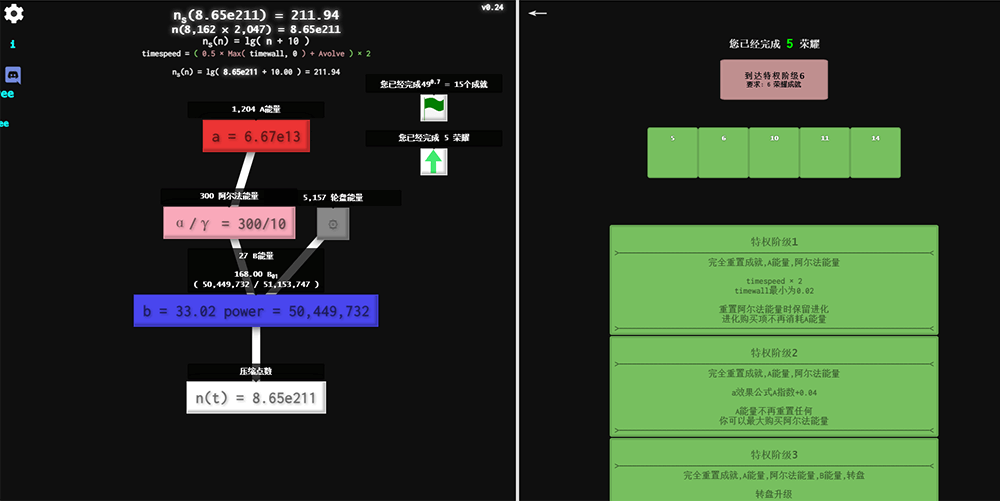 v0.24
nₛ(8.65e211) = 211.94
n(8,162 x 2,047) = 8.65e211
nₛ(n) = lg( n + 10 )
timespeed = ( 0.5 × Max( timewall, 0 ) + Avolve ) × 2
nₛ(n) = lg( 8.65e211 + 10.00 ) = 211.94
i
ree
ee
您已经完成49⁰·⁷ = 15个成就
您已经完成 5 荣耀
1,204 A能量
a = 6.67e13
300 阿尔法能量
5,157 轮盘能量
α/γ = 300/10
27 B能量
168.00 B₀₁
( 50,449,732 / 51,153,747 )
b = 33.02 power = 50,449,732
压缩点数
n(t) = 8.65e211
您已经完成 5 荣耀
到达特权阶级6
要求: 6 荣耀成就
5 6 10 11 14
特权阶级1
完全重置成就,A能量,阿尔法能量
timespeed × 2
timewall最小为0.02
重置阿尔法能量时保留进化
进化购买项不再消耗A能量
特权阶级2
完全重置成就,A能量,阿尔法能量
a效果公式A指数+0.04
A能量不再重置任何
你可以最大购买阿尔法能量
特权阶级3
完全重置成就,A能量,阿尔法能量,B能量,转盘
转盘升级